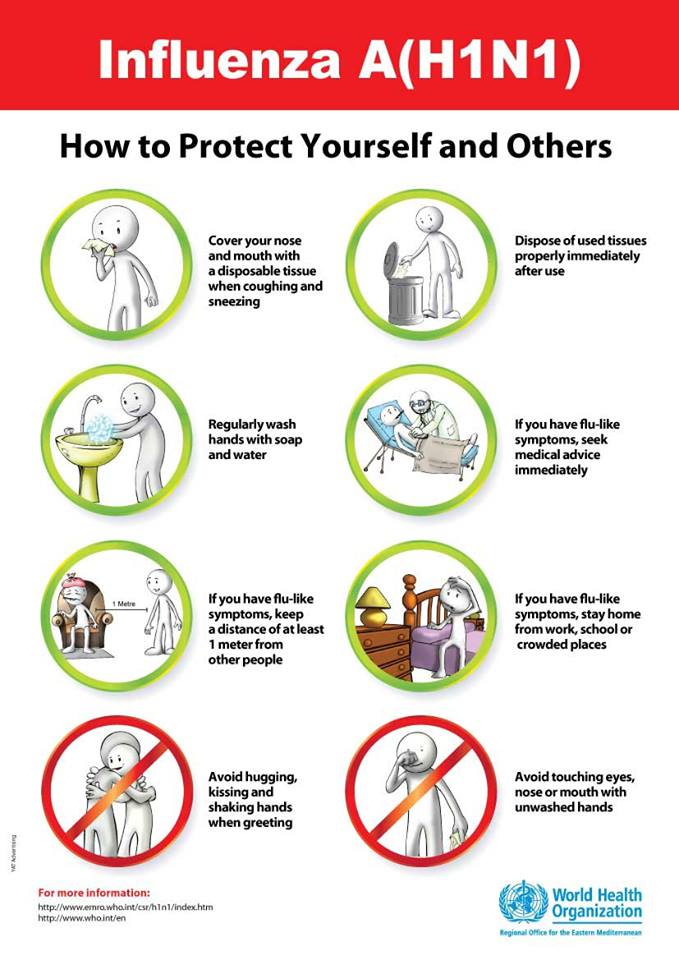 Influenza A(H1N1)
How to Protect Yourself and Others
Cover your nose
and mouth with
a disposable tissue
when coughing and
sneezing
Dispose of used tissues
properly immediately
after use
Regularly wash
hands with soap
and water
If you have flu-like
symptoms, seek
medical advice
immediately
1 Metre
If you have flu-like
symptoms, keep
a distance of at least
1 meter from
other people
If you have flu-like
symptoms, stay home
from work, school or
crowded places
Avoid hugging,
kissing and
shaking hands
when greeting
Avoid touching eyes,
nose or mouth with
unwashed hands
For more information:
http://www.emro.who.int/csr/h1n1/index.htm
http://www.who.int/en
World Health
Organization
Regional Office for the Eastern Mediterranean